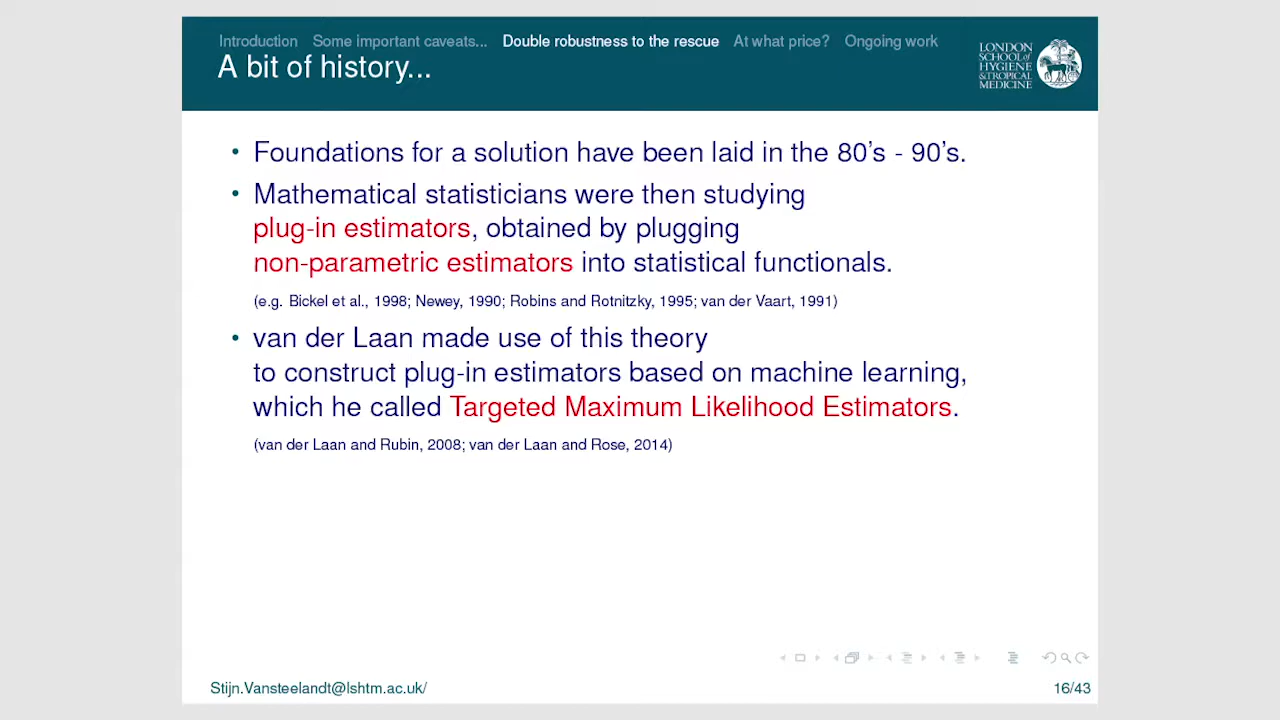 Introduction Some important caveats... Double robustness to the rescue At what price? Ongoing work
A bit of history...
LONDON
SCHOOL of
HYGIENE
& TROPICAL
MEDICINE
• Foundations for a solution have been laid in the 80's - 90's.
• Mathematical statisticians were then studying
plug-in estimators, obtained by plugging
non-parametric estimators into statistical functionals.
(e.g. Bickel et al., 1998; Newey, 1990; Robins and Rotnitzky, 1995; van der Vaart, 1991)
• van der Laan made use of this theory
to construct plug-in estimators based on machine learning,
which he called Targeted Maximum Likelihood Estimators.
(van der Laan and Rubin, 2008; van der Laan and Rose, 2014)
Stijn.Vansteelandt@lshtm.ac.uk/ 16/43